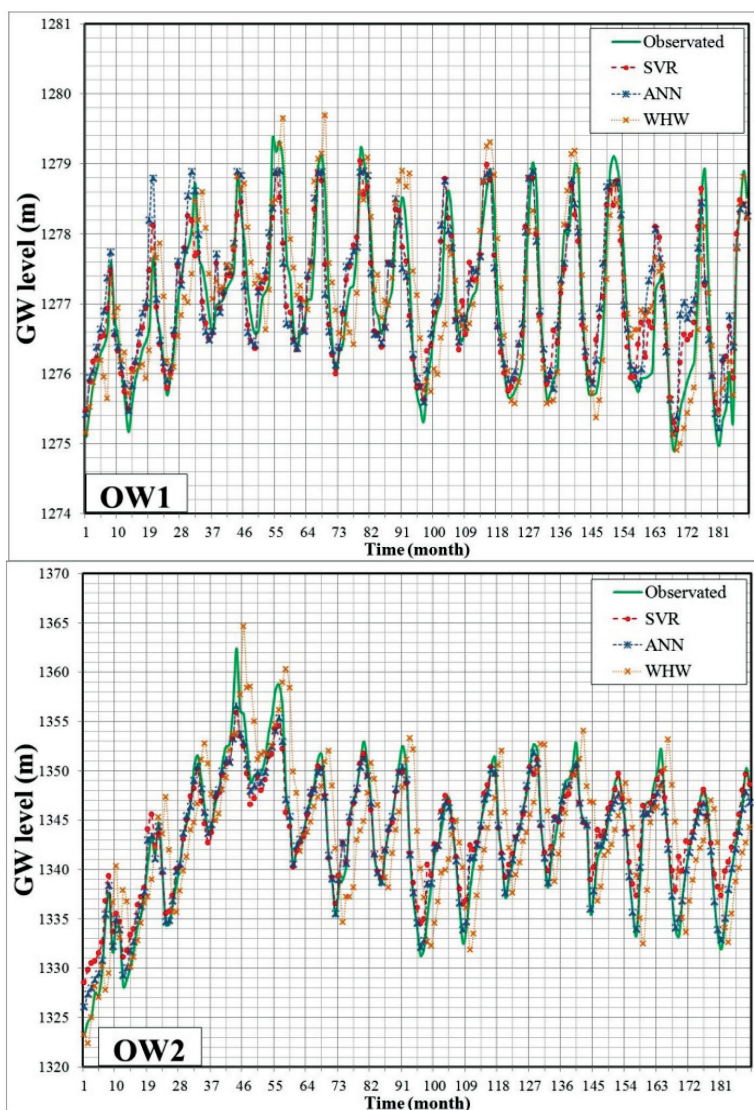 1281
1280
1279
1278
1277
1276
1275
1274
GW level (m)
Observated
SVR
ANN
WHW
OW1
1 10 19 28 37 46 55 64 73 82 91 100 109 118 127 136 145 154 163 172 181
Time (month)
1370
1365
1360
1355
1350
1345
1340
1335
1330
1325
1320
GW level (m)
Observated
SVR
ANN
WHW
OW2
1 10 19 28 37 46 55 64 73 82 91 100 109 118 127 136 145 154 163 172 181
Time (month)